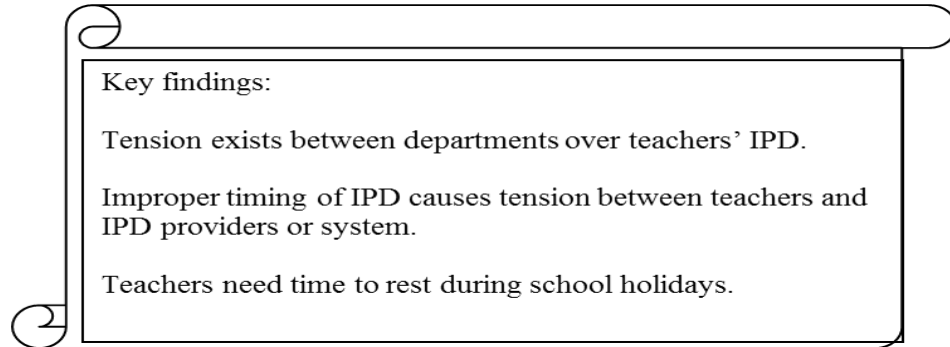 Key findings:
Tension exists between departments over teachers’ IPD.
Improper timing of IPD causes tension between teachers and
IPD providers or system.
Teachers need time to rest during school holidays.